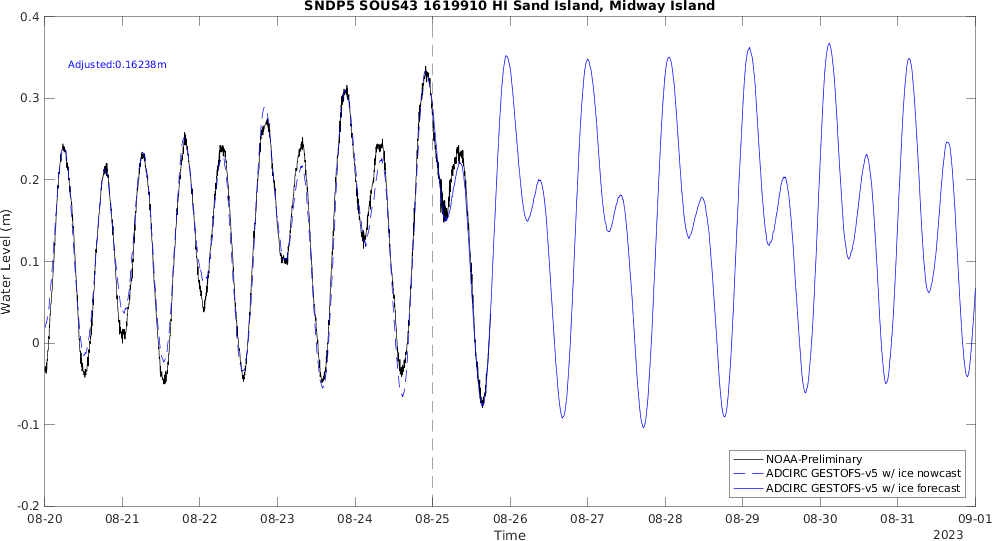 SNDP5 SOUS43 1619910 HI Sand Island, Midway Island
Adjusted:0.16238m
0.4
0.3
0.2
0.1
0
-0.1
-0.2
Water Level (m)
NOAA-Preliminary
ADCIRC GESTOFS-v5 w/ ice nowcast
ADCIRC GESTOFS-v5 w/ ice forecast
08-20 08-21 08-22 08-23 08-24 08-25 08-26 08-27 08-28 08-29 08-30 08-31 09-01
Time
2023